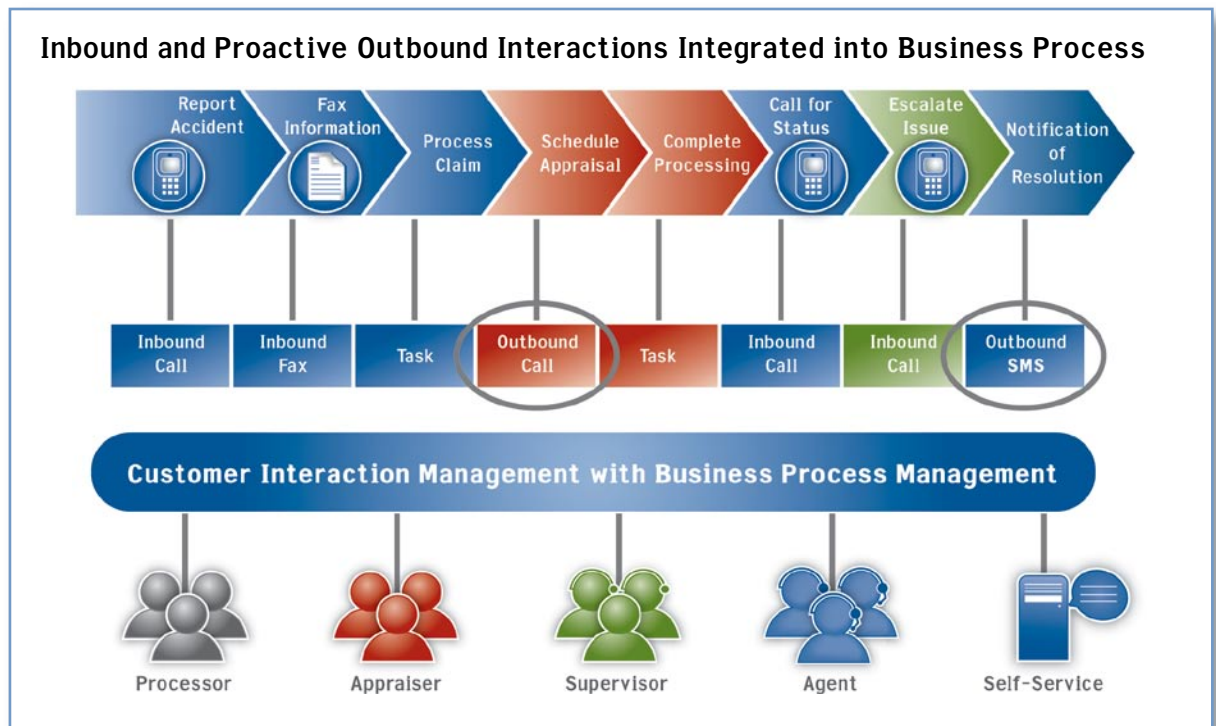 Inbound and Proactive Outbound Interactions Integrated into Business Process
Report
Accident
Fax
Information
Process
Claim
Schedule
Appraisal
Complete
Processing
Call for
Status
Escalate
Issue
Notification
of
Resolution
Inbound
Call
Inbound
Fax
Task
Outbound
Call
Task
Inbound
Call
Inbound
Call
Outbound
SMS
Customer Interaction Management with Business Process Management
Processor
Appraiser
Supervisor
Agent
Self-Service